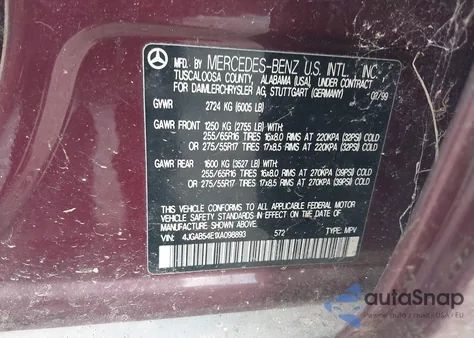 MFD. BY MERCEDES-BENZ U.S. INTL., INC.
TUSCALOOSA COUNTY, ALABAMA (USA), UNDER CONTRACT
FOR DAIMLERCHRYSLER AG, STUTTGART (GERMANY) 02/99
GVWR 2724 KG (6005 LB)
GAWR FRONT 1250 KG (2755 LB) WITH:
255/65R16 TIRES 16x8.0 RIMS AT 220KPA (32PSI) COLD
OR 275/55R17 TIRES 17x8.5 RIMS AT 220KPA (32PSI) COLD
GAWR REAR 1600 KG (3527 LB) WITH:
255/65R16 TIRES 16x8.0 RIMS AT 270KPA (39PSI) COLD
OR 275/55R17 TIRES 17x8.5 RIMS AT 270KPA (39PSI) COLD
THIS VEHICLE CONFORMS TO ALL APPLICABLE FEDERAL MOTOR
VEHICLE SAFETY STANDARDS IN EFFECT ON THE DATE OF
MANUFACTURE SHOWN ABOVE.
VIN: 4JGAB54E1XA098893 572 TYPE: MPV
autoSnap